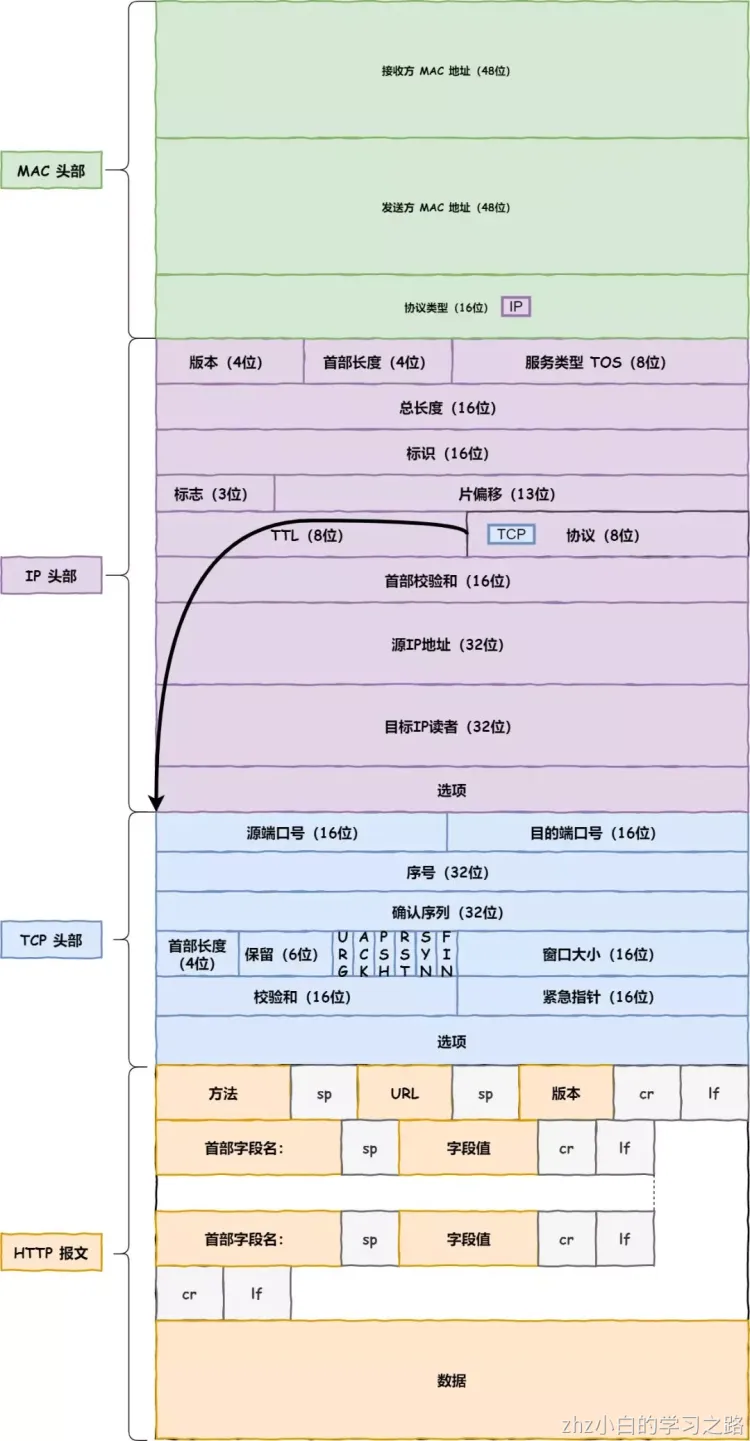 接收方 MAC 地址（48位）
MAC 头部
发送方 MAC 地址（48位）
协议类型（16位） IP
版本（4位） 首部长度（4位） 服务类型 TOS（8位）
总长度（16位）
标识（16位）
标志（3位） 片偏移（13位）
TTL（8位） TCP 协议（8位）
IP 头部
首部校验和（16位）
源IP地址（32位）
目标IP读者（32位）
选项
源端口号（16位） 目的端口号（16位）
序号（32位）
确认序列（32位）
TCP 头部
首部长度（4位） 保留（6位） URG ACK PSH RST SYN FIN 窗口大小（16位）
校验和（16位） 紧急指针（16位）
选项
方法 sp URL sp 版本 cr lf
首部字段名： sp 字段值 cr lf
HTTP 报文
首部字段名： sp 字段值 cr lf
cr lf
数据
zhz小白的学习之路